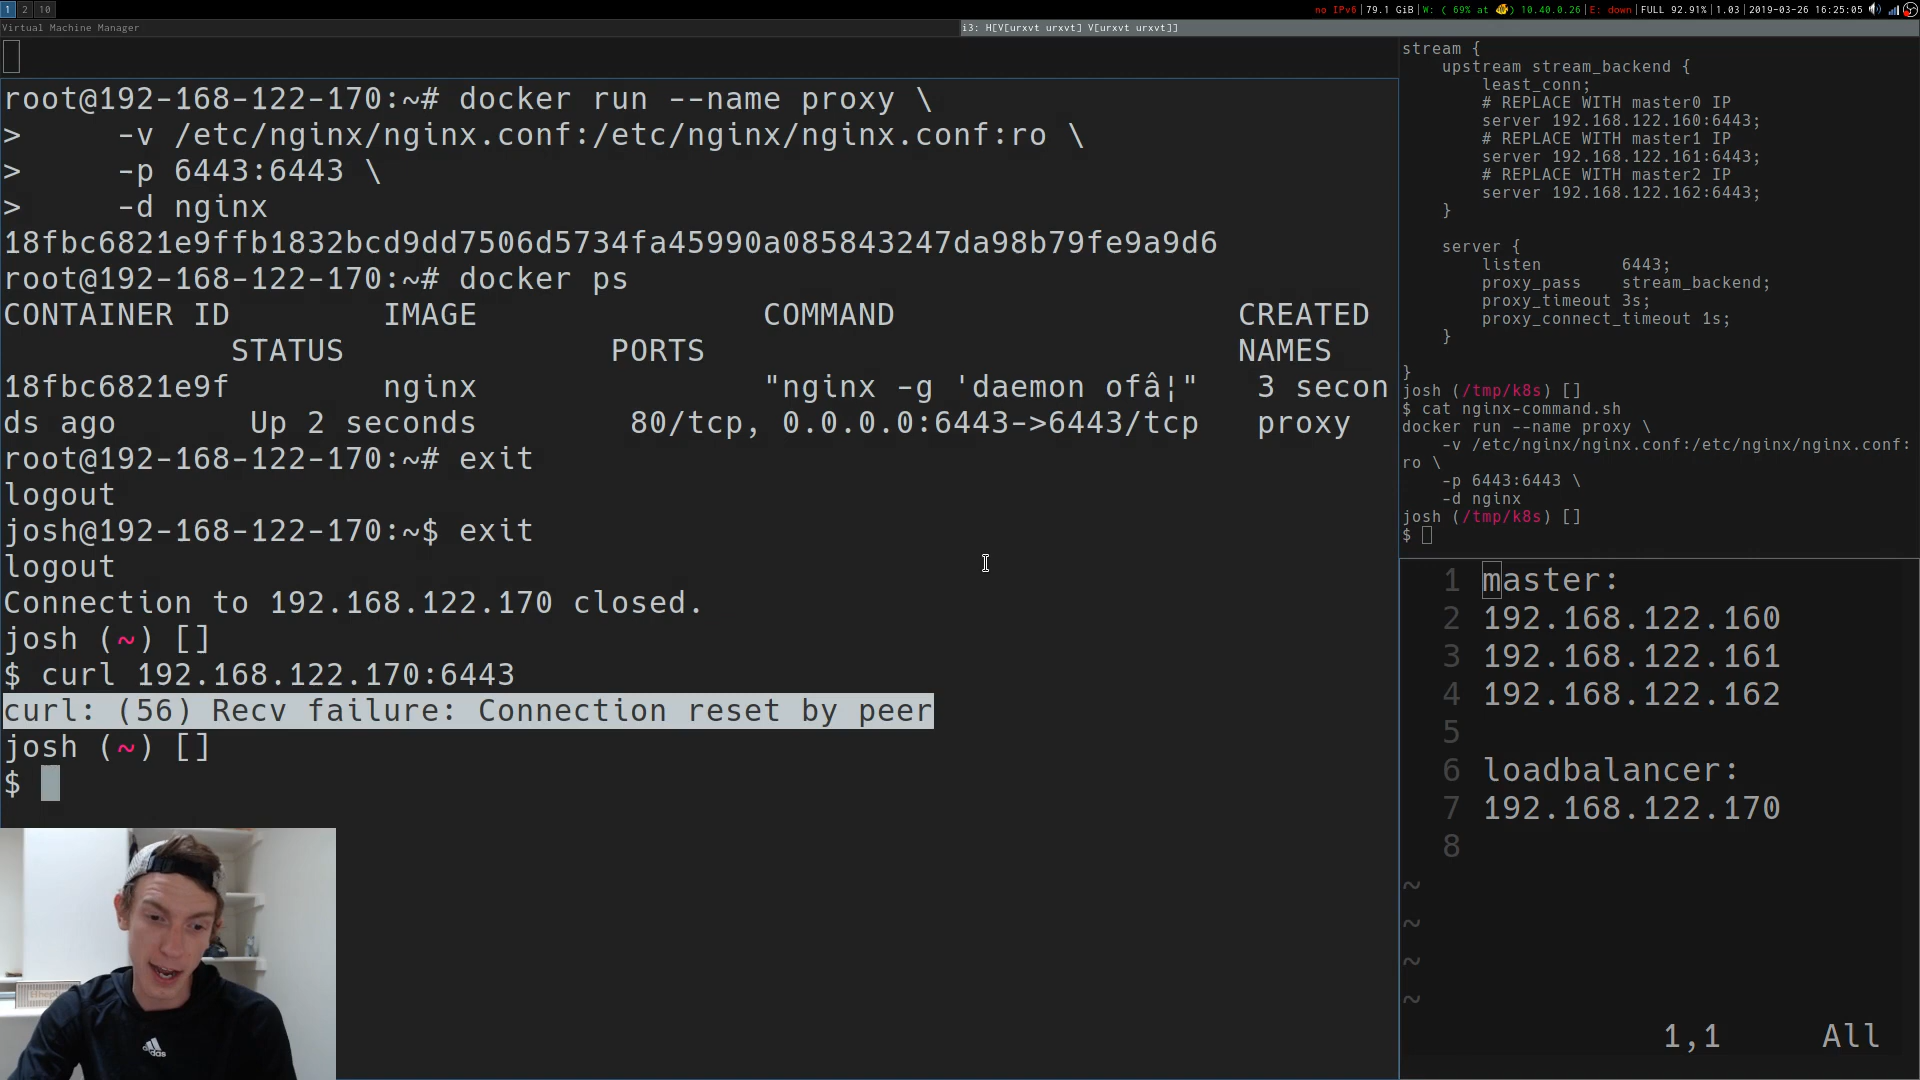 1 2 10
no IPv6 | 79.1 GiB | W: ( 69% at ) 10.40.0.26 | E: down | FULL 92.91% | 1.03 | 2019-03-26 16:25:05
Virtual Machine Manager
i3: H[V[urxvt urxvt] V[urxvt urxvt]]
root@192-168-122-170:~# docker run --name proxy \
>      -v /etc/nginx/nginx.conf:/etc/nginx/nginx.conf:ro \
>      -p 6443:6443 \
>      -d nginx
18fbc6821e9ffb1832bcd9dd7506d5734fa45990a085843247da98b79fe9a9d6
root@192-168-122-170:~# docker ps
CONTAINER ID        IMAGE               COMMAND                  CREATED
STATUS              PORTS                            NAMES
18fbc6821e9f        nginx               "nginx -g 'daemon ofâ¦"   3 secon
ds ago       Up 2 seconds        80/tcp, 0.0.0.0:6443->6443/tcp   proxy
root@192-168-122-170:~# exit
logout
josh@192-168-122-170:~$ exit
logout
Connection to 192.168.122.170 closed.
josh (~) []
$ curl 192.168.122.170:6443
curl: (56) Recv failure: Connection reset by peer
josh (~) []
$
stream {
    upstream stream_backend {
        least_conn;
        # REPLACE WITH master0 IP
        server 192.168.122.160:6443;
        # REPLACE WITH master1 IP
        server 192.168.122.161:6443;
        # REPLACE WITH master2 IP
        server 192.168.122.162:6443;
    }
    server {
        listen        6443;
        proxy_pass    stream_backend;
        proxy_timeout 3s;
        proxy_connect_timeout 1s;
    }
}
josh (/tmp/k8s) []
$ cat nginx-command.sh
docker run --name proxy \
    -v /etc/nginx/nginx.conf:/etc/nginx/nginx.conf:
ro \
    -p 6443:6443 \
    -d nginx
josh (/tmp/k8s) []
$
1 master:
2 192.168.122.160
3 192.168.122.161
4 192.168.122.162
5
6 loadbalancer:
7 192.168.122.170
8
~
~
~
~
1,1 All
adidas